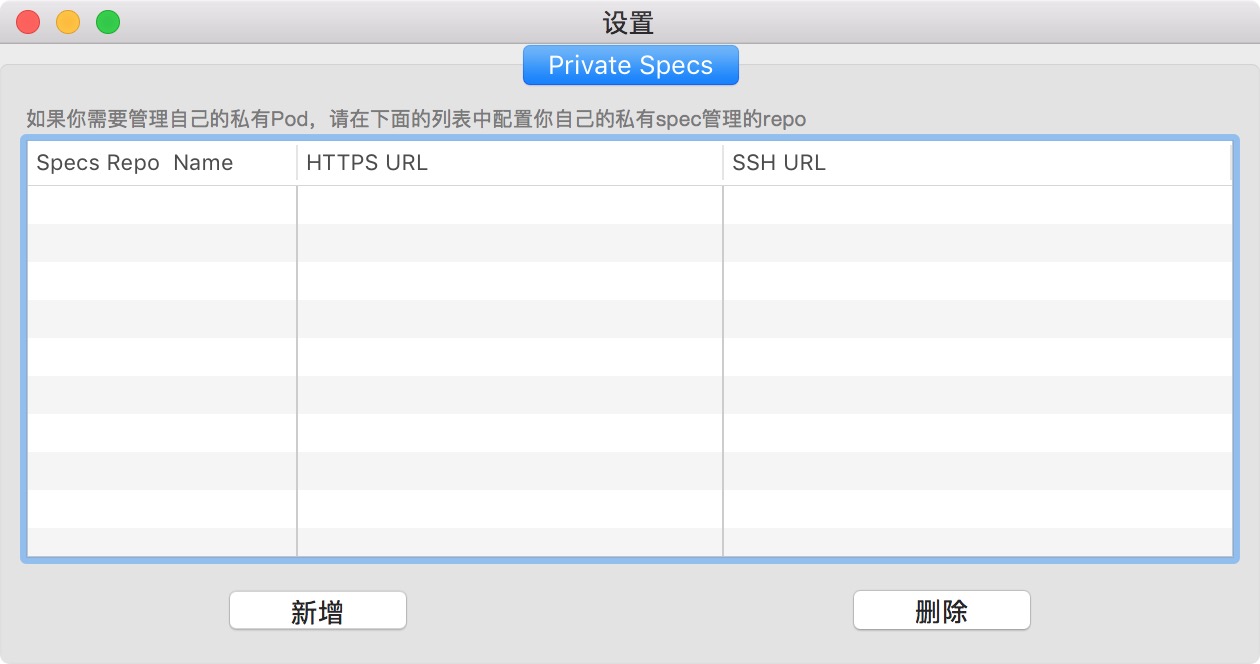 设置
Private Specs
如果你需要管理自己的私有Pod，请在下面的列表中配置你自己的私有spec管理的repo
Specs Repo  Name HTTPS URL SSH URL
新增 删除